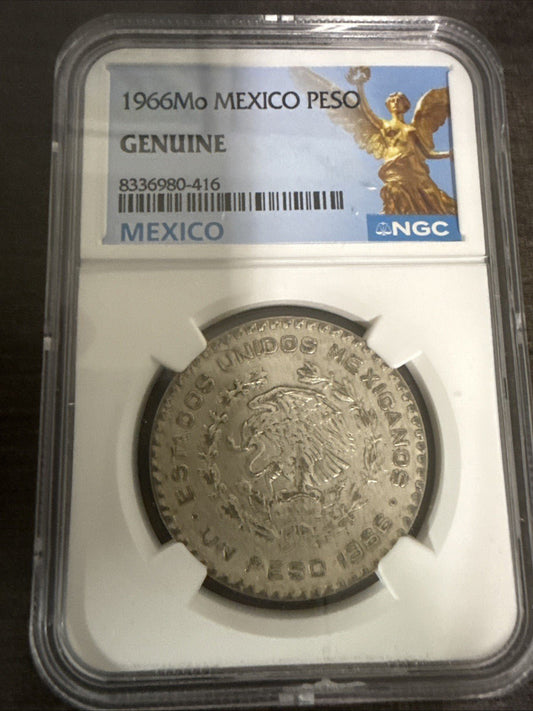 1966Mo MEXICO PESO
GENUINE
8336980-416
MEXICO
NGC
ESTADOS UNIDOS MEXICANOS
· UN PESO 1966 ·